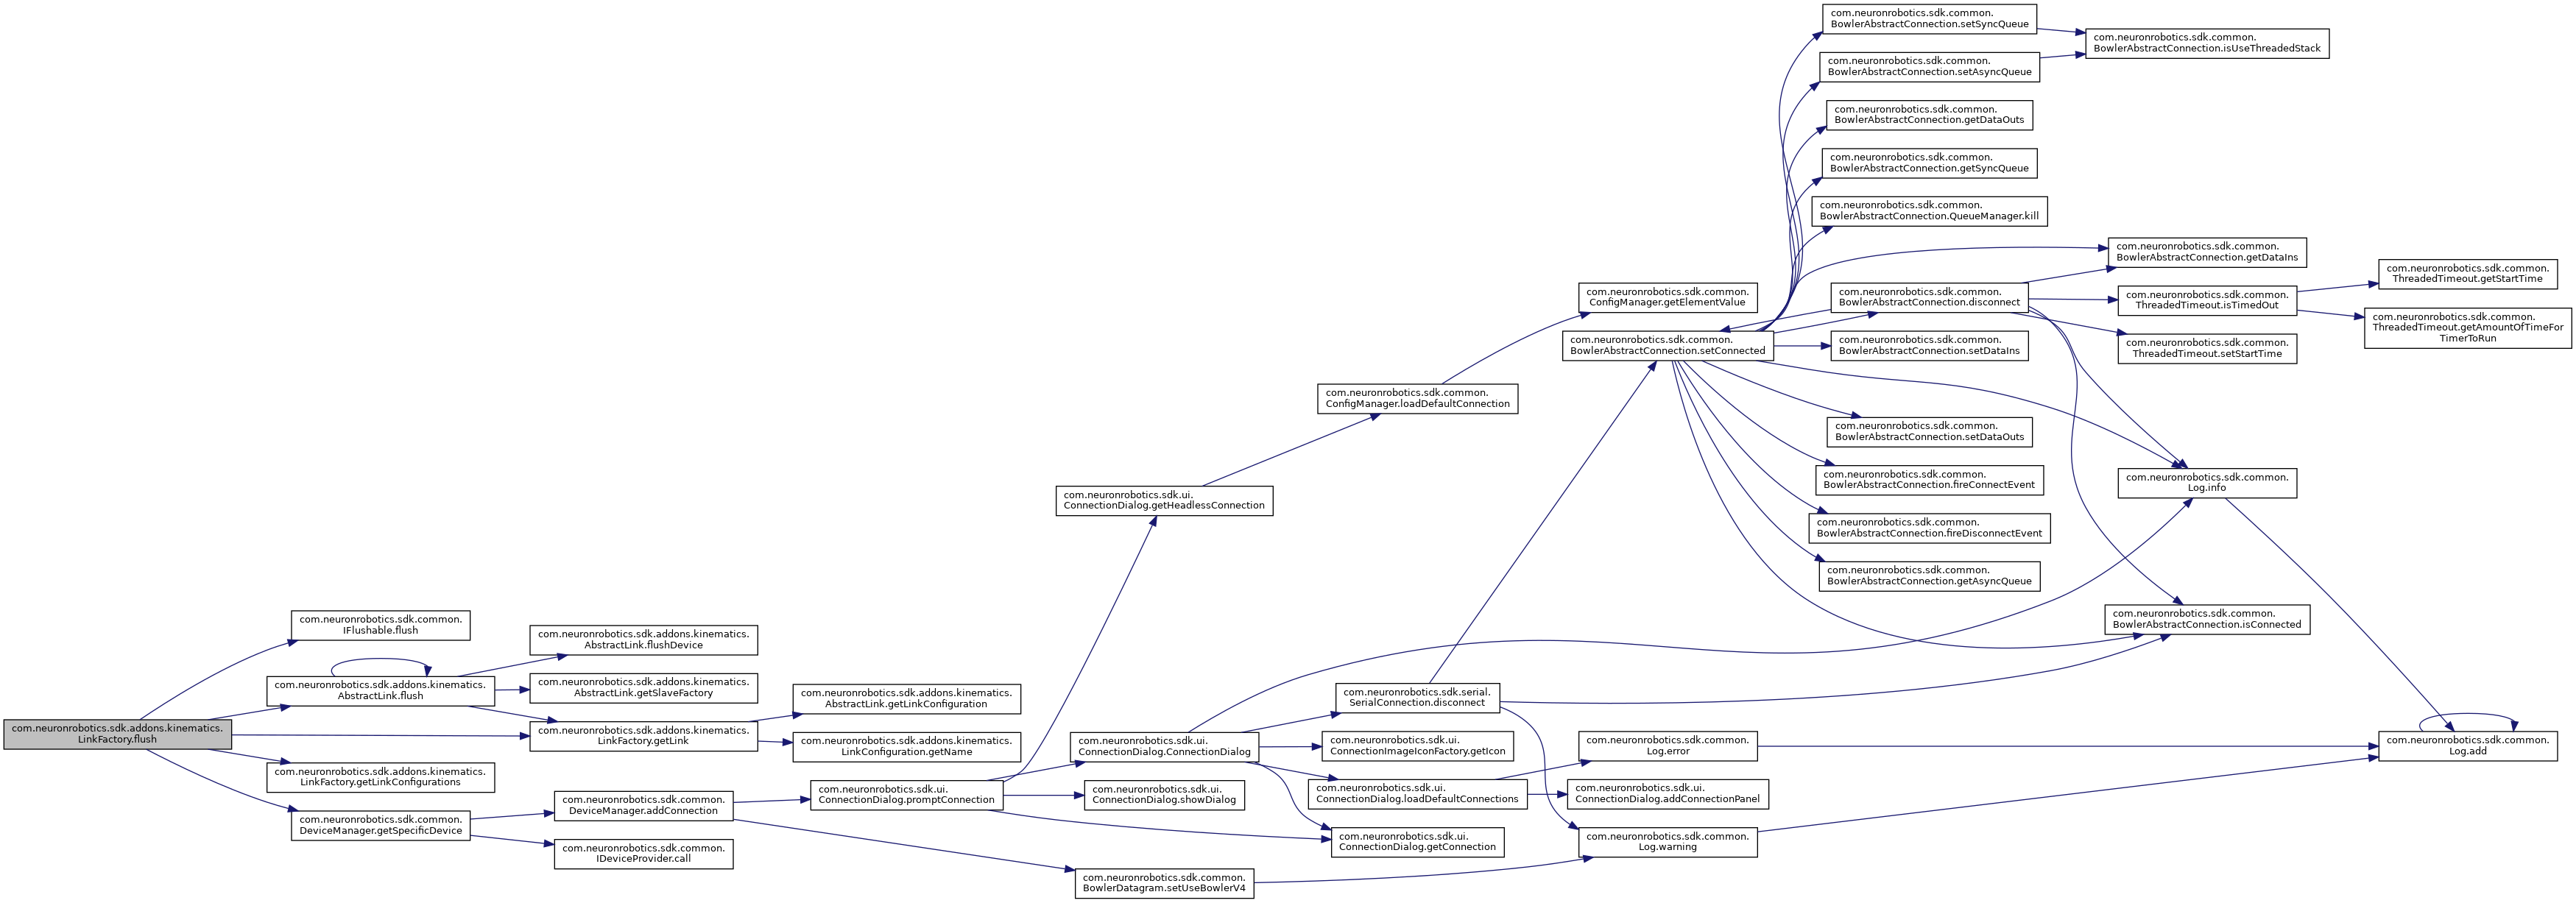 com.neuronrobotics.sdk.addons.kinematics.
LinkFactory.flush
com.neuronrobotics.sdk.common.
IFlushable.flush
com.neuronrobotics.sdk.addons.kinematics.
AbstractLink.flush
com.neuronrobotics.sdk.addons.kinematics.
LinkFactory.getLinkConfigurations
com.neuronrobotics.sdk.common.
DeviceManager.getSpecificDevice
com.neuronrobotics.sdk.addons.kinematics.
AbstractLink.flushDevice
com.neuronrobotics.sdk.addons.kinematics.
AbstractLink.getSlaveFactory
com.neuronrobotics.sdk.addons.kinematics.
LinkFactory.getLink
com.neuronrobotics.sdk.common.
DeviceManager.addConnection
com.neuronrobotics.sdk.common.
IDeviceProvider.call
com.neuronrobotics.sdk.addons.kinematics.
AbstractLink.getLinkConfiguration
com.neuronrobotics.sdk.addons.kinematics.
LinkConfiguration.getName
com.neuronrobotics.sdk.ui.
ConnectionDialog.promptConnection
com.neuronrobotics.sdk.ui.
ConnectionDialog.getHeadlessConnection
com.neuronrobotics.sdk.ui.
ConnectionDialog.ConnectionDialog
com.neuronrobotics.sdk.ui.
ConnectionDialog.showDialog
com.neuronrobotics.sdk.common.
BowlerDatagram.setUseBowlerV4
com.neuronrobotics.sdk.common.
ConfigManager.loadDefaultConnection
com.neuronrobotics.sdk.serial.
SerialConnection.disconnect
com.neuronrobotics.sdk.ui.
ConnectionImageIconFactory.getIcon
com.neuronrobotics.sdk.ui.
ConnectionDialog.loadDefaultConnections
com.neuronrobotics.sdk.ui.
ConnectionDialog.getConnection
com.neuronrobotics.sdk.common.
ConfigManager.getElementValue
com.neuronrobotics.sdk.common.
BowlerAbstractConnection.setConnected
com.neuronrobotics.sdk.common.
Log.error
com.neuronrobotics.sdk.ui.
ConnectionDialog.addConnectionPanel
com.neuronrobotics.sdk.common.
Log.warning
com.neuronrobotics.sdk.common.
BowlerAbstractConnection.setSyncQueue
com.neuronrobotics.sdk.common.
BowlerAbstractConnection.setAsyncQueue
com.neuronrobotics.sdk.common.
BowlerAbstractConnection.getDataOuts
com.neuronrobotics.sdk.common.
BowlerAbstractConnection.getSyncQueue
com.neuronrobotics.sdk.common.
BowlerAbstractConnection.QueueManager.kill
com.neuronrobotics.sdk.common.
BowlerAbstractConnection.disconnect
com.neuronrobotics.sdk.common.
BowlerAbstractConnection.setDataIns
com.neuronrobotics.sdk.common.
BowlerAbstractConnection.setDataOuts
com.neuronrobotics.sdk.common.
BowlerAbstractConnection.fireConnectEvent
com.neuronrobotics.sdk.common.
BowlerAbstractConnection.fireDisconnectEvent
com.neuronrobotics.sdk.common.
BowlerAbstractConnection.getAsyncQueue
com.neuronrobotics.sdk.common.
BowlerAbstractConnection.isUseThreadedStack
com.neuronrobotics.sdk.common.
BowlerAbstractConnection.getDataIns
com.neuronrobotics.sdk.common.
ThreadedTimeout.isTimedOut
com.neuronrobotics.sdk.common.
ThreadedTimeout.setStartTime
com.neuronrobotics.sdk.common.
Log.info
com.neuronrobotics.sdk.common.
BowlerAbstractConnection.isConnected
com.neuronrobotics.sdk.common.
ThreadedTimeout.getStartTime
com.neuronrobotics.sdk.common.
ThreadedTimeout.getAmountOfTimeFor
TimerToRun
com.neuronrobotics.sdk.common.
Log.add